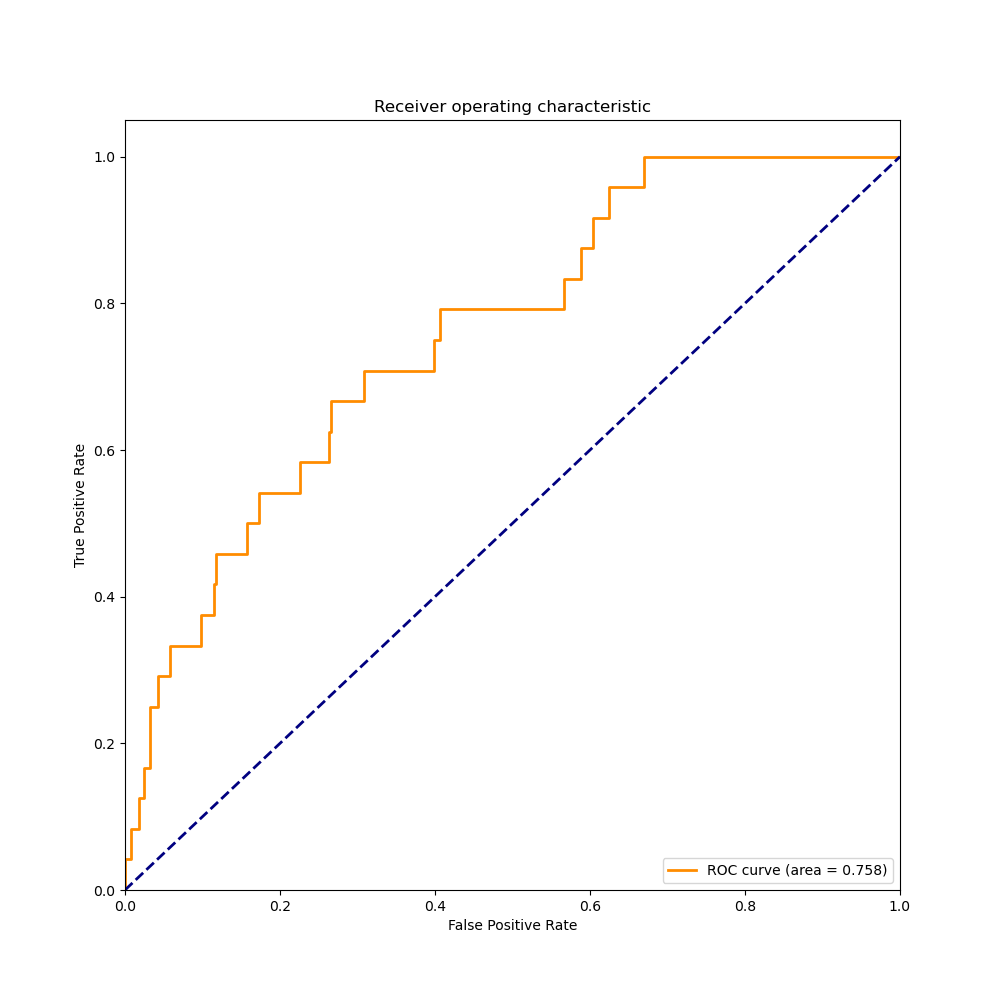 Receiver operating characteristic
True Positive Rate
1.0
0.8
0.6
0.4
0.2
0.0
ROC curve (area = 0.758)
0.0 0.2 0.4 0.6 0.8 1.0
False Positive Rate